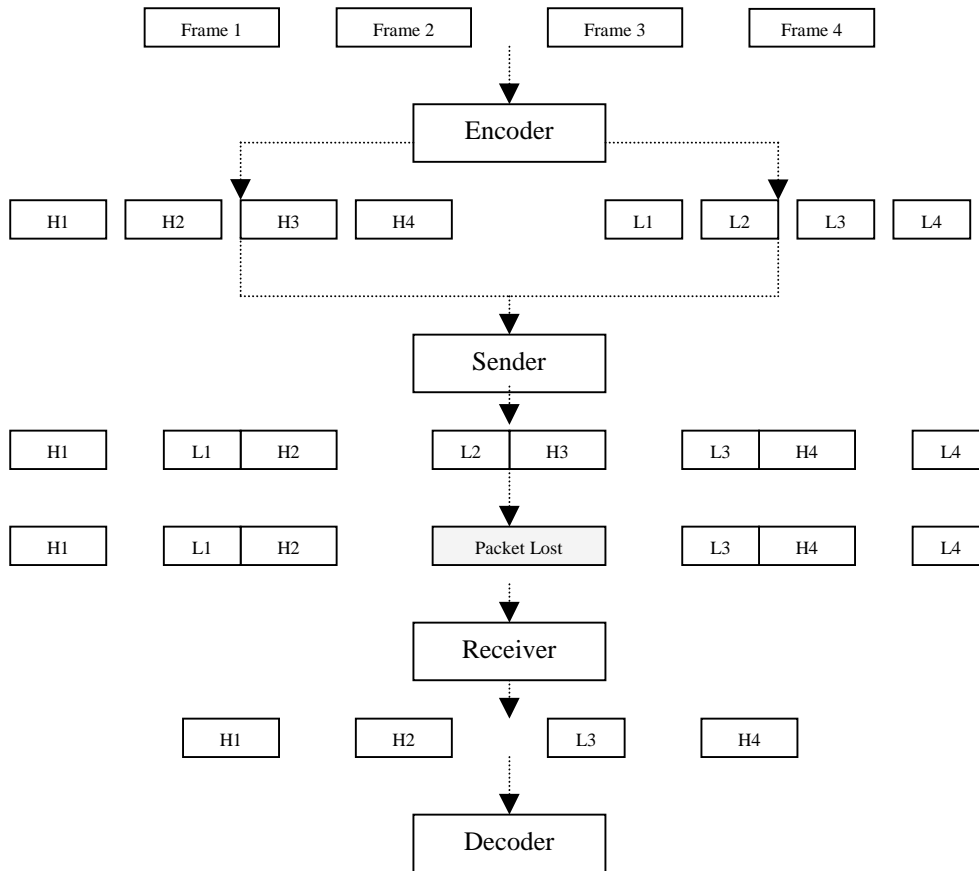 Frame 1 Frame 2 Frame 3 Frame 4
Encoder
H1 H2 H3 H4 L1 L2 L3 L4
Sender
H1 L1 H2 L2 H3 L3 H4 L4
H1 L1 H2 Packet Lost L3 H4 L4
Receiver
H1 H2 L3 H4
Decoder